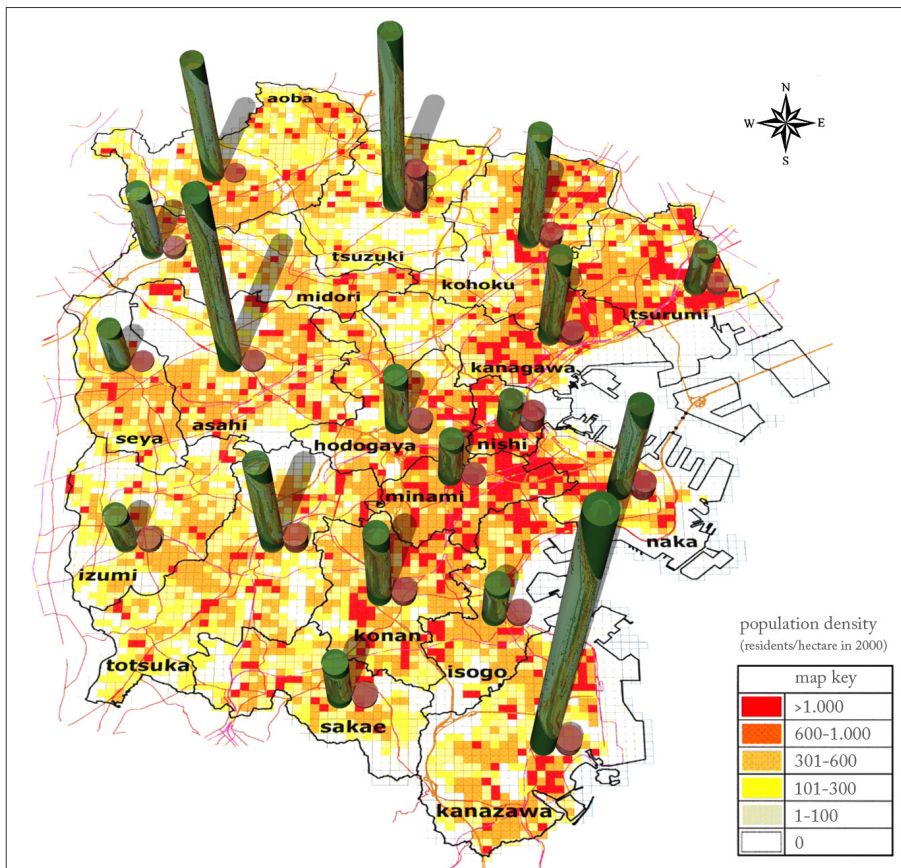 aoba
N
W E
S
tsuzuki
midori
kohoku
tsurumi
kanagawa
seya
asahi
hodogaya
nishi
minami
naka
izumi
konan
totsuka
isogo
sakae
kanazawa
population density
(residents/hectare in 2000)
map key
>1.000
600-1.000
301-600
101-300
1-100
0